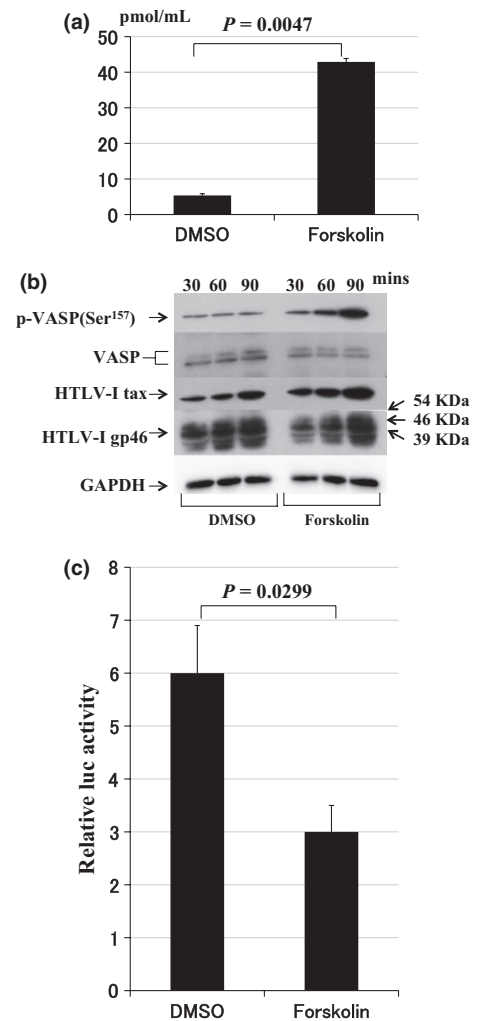 (a) pmol/mL
P = 0.0047
50
40
30
20
10
0
DMSO Forskolin
(b)
30 60 90 30 60 90 mins
p-VASP(Ser157)
VASP
HTLV-I tax
54 KDa
46 KDa
HTLV-I gp46
39 KDa
GAPDH
DMSO Forskolin
(c)
8
P = 0.0299
7
6
5
4
3
2
1
0
Relative luc activity
DMSO Forskolin